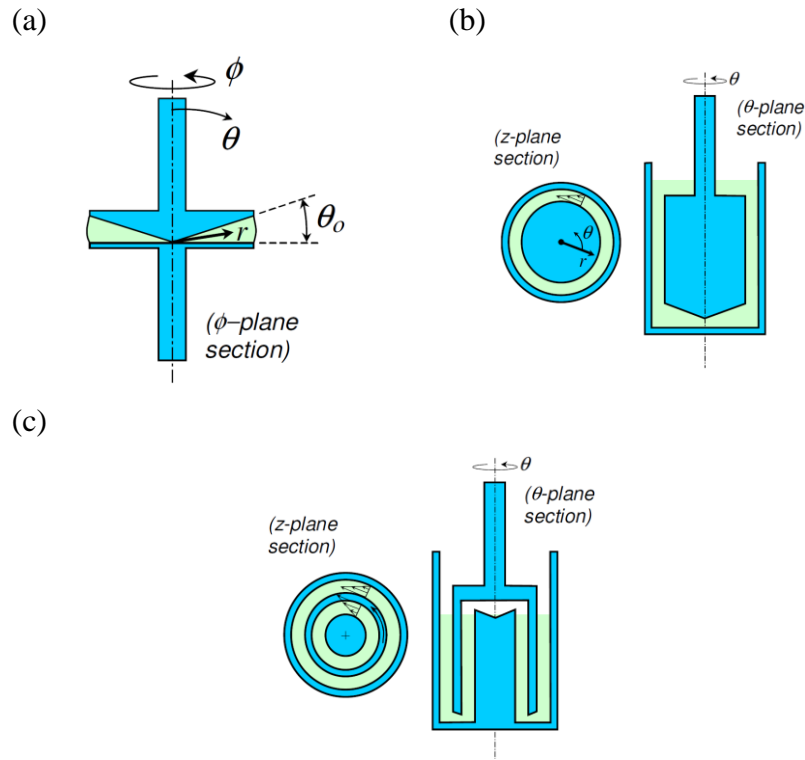 (a)
ϕ
θ
θo
r
(ϕ–plane
section)
(b)
θ
(θ-plane
section)
(z-plane
section)
θ
r
(c)
θ
(θ-plane
section)
(z-plane
section)